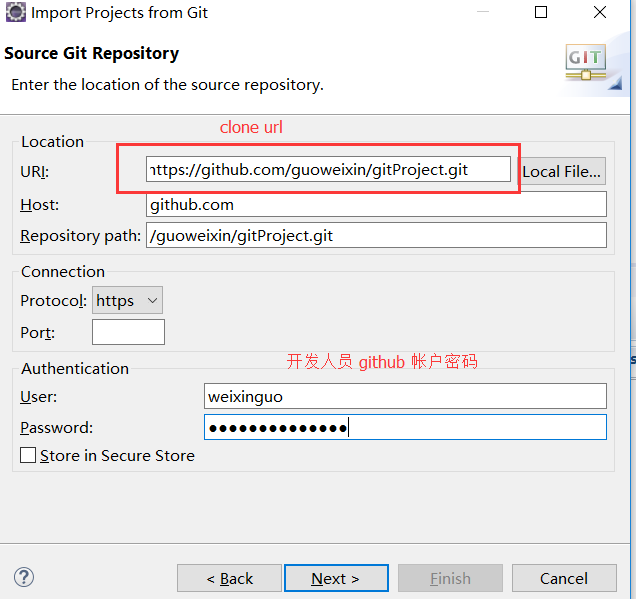 Import Projects from Git
Source Git Repository
Enter the location of the source repository.
GIT
clone url
Location
URI: https://github.com/guoweixin/gitProject.git Local File...
Host: github.com
Repository path: /guoweixin/gitProject.git
Connection
Protocol: https
Port:
开发人员 github 帐户密码
Authentication
User: weixinguo
Password: ●●●●●●●●●●●●●●
Store in Secure Store
? < Back Next > Finish Cancel